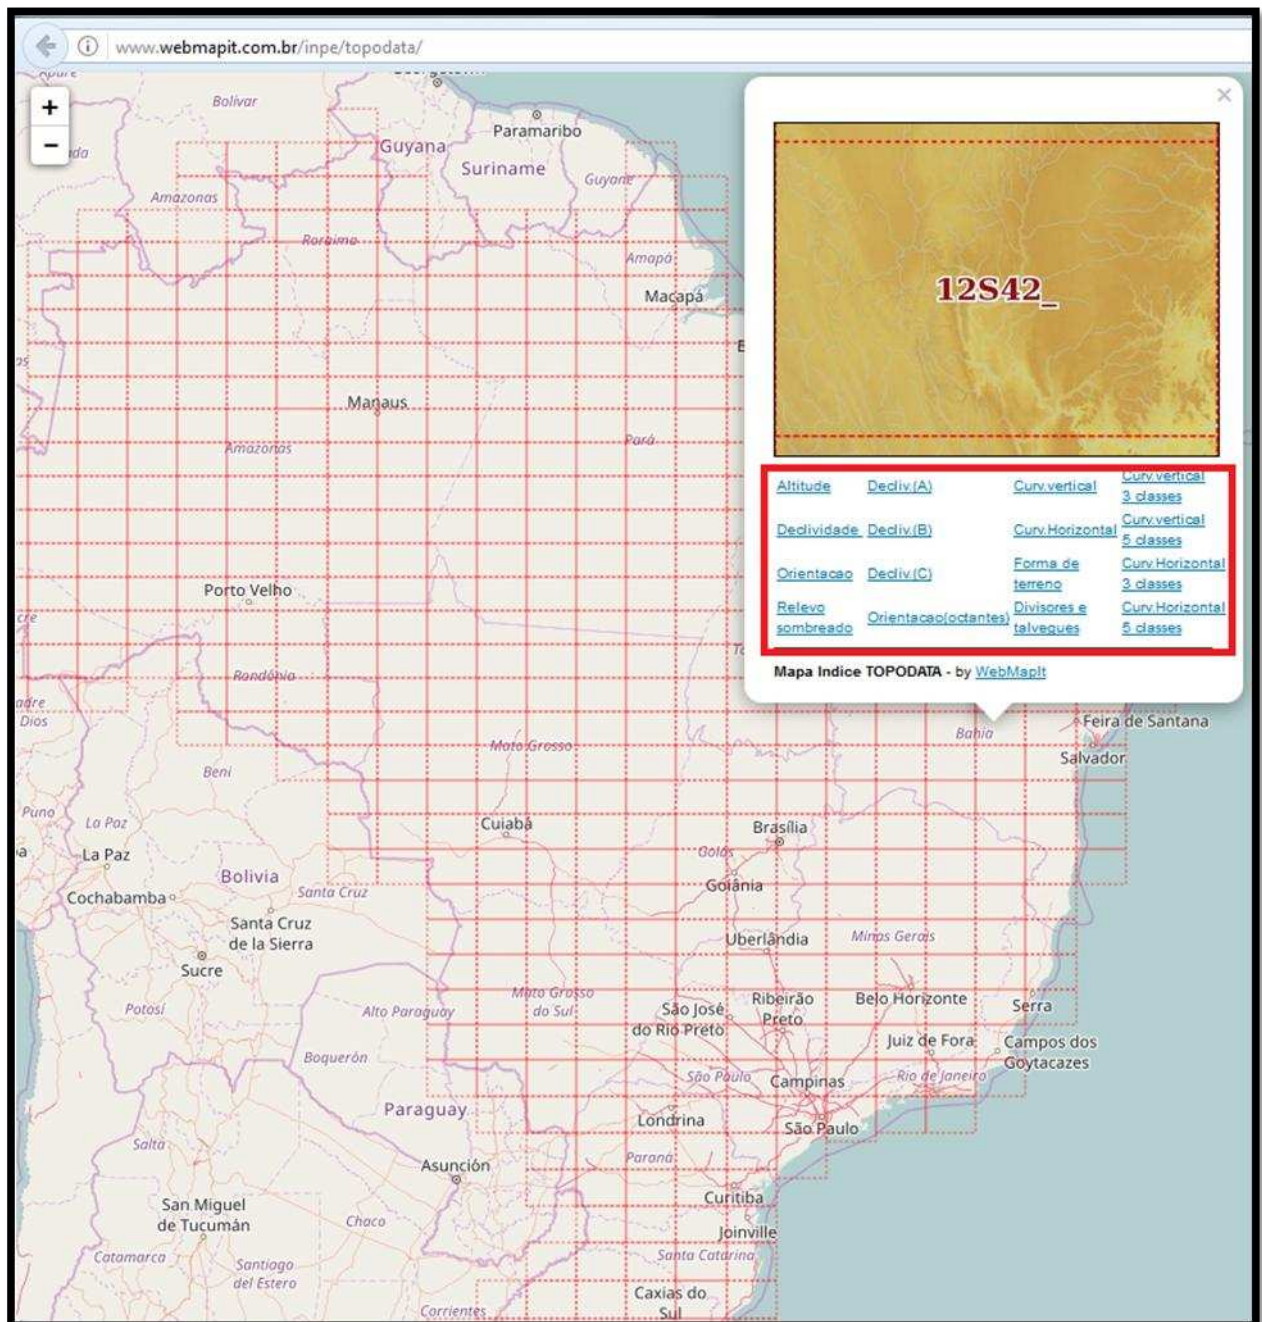 www.webmapit.com.br/inpe/topodata/
+
−
Apure
Georgetown
Bolívar
Paramaribo
Guyana
Suriname
Guyane
Amazonas
Roraima
Amapá
Macapá
Manaus
Pará
Amazonas
Porto Velho
Rondônia
Mato Grosso
Beni
Puno
La Paz
La Paz
Cuiabá
Brasília
Goiás
Goiânia
Bolivia
Santa Cruz
Cochabamba
Santa Cruz
de la Sierra
Sucre
Uberlândia
Minas Gerais
Potosí
Alto Paraguay
Mato Grosso
do Sul
São José
do Rio Preto
Ribeirão
Preto
Belo Horizonte
Serra
Boquerón
Juiz de Fora
Campos dos
Goytacazes
São Paulo
Campinas
Rio de Janeiro
Paraguay
Londrina
São Paulo
Salta
Paraná
Asunción
Curitiba
San Miguel
de Tucumán
Chaco
Joinville
Catamarca
Santiago
del Estero
Santa Catarina
Corrientes
Caxias do
Sul
Bahia
Feira de Santana
Salvador
×
12S42_
Altitude Decliv.(A) Curv.vertical Curv.vertical
3 classes
Declividade Decliv.(B) Curv.Horizontal Curv.vertical
5 classes
Orientacao Decliv.(C) Forma de
terreno Curv.Horizontal
3 classes
Relevo
sombreado Orientacao(octantes) Divisores e
talvegues Curv.Horizontal
5 classes
Mapa Indice TOPODATA - by WebMapIt